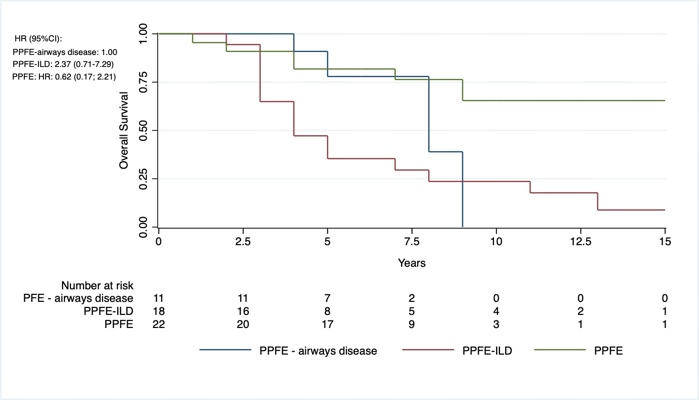 HR (95%CI):
PPFE-airways disease: 1.00
PPFE-ILD: 2.37 (0.71-7.29)
PPFE: HR: 0.62 (0.17; 2.21)
Overall Survival
1.00
0.75
0.50
0.25
0.00
0 2.5 5 7.5 10 12.5 15
Years
Number at risk
PFE - airways disease 11 11 7 2 0 0 0
PPFE-ILD 18 16 8 5 4 2 1
PPFE 22 20 17 9 3 1 1
PPFE - airways disease PPFE-ILD PPFE